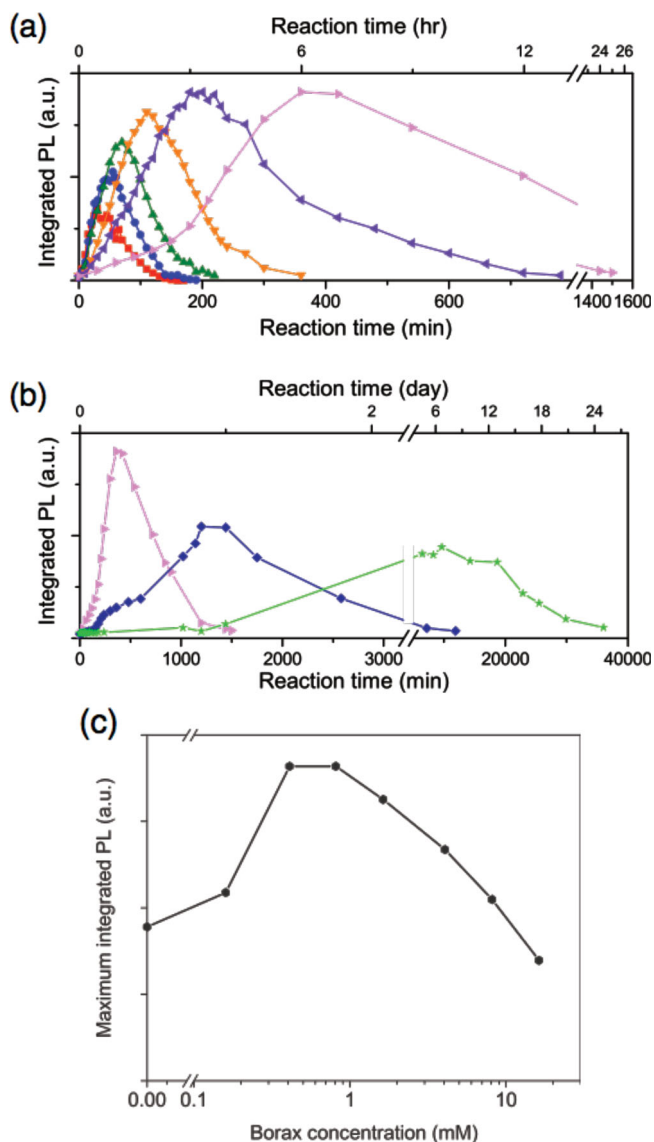 (a)
Reaction time (hr)
0 6 12 24 26
Integrated PL (a.u.)
0 200 400 600 1400 1600
Reaction time (min)
(b)
Reaction time (day)
0 2 6 9 13 18 24
Integrated PL (a.u.)
0 1000 2000 3000 20000 40000
Reaction time (min)
(c)
Maximum integrated PL (a.u.)
0.00 0.1 1 10
Borax concentration (mM)